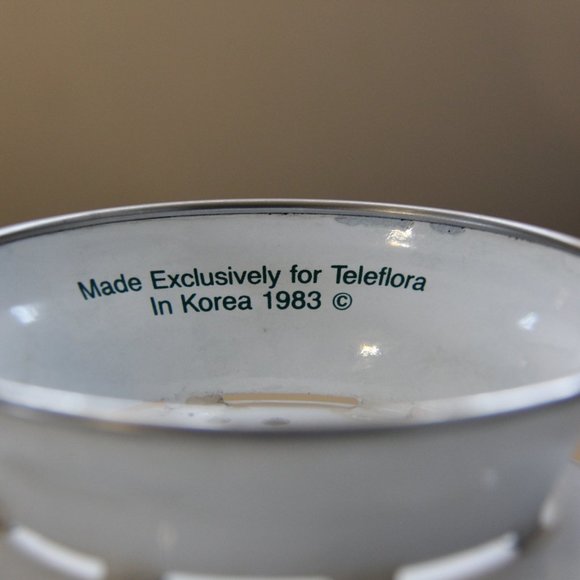 Made Exclusively for Teleflora
In Korea 1983 ©